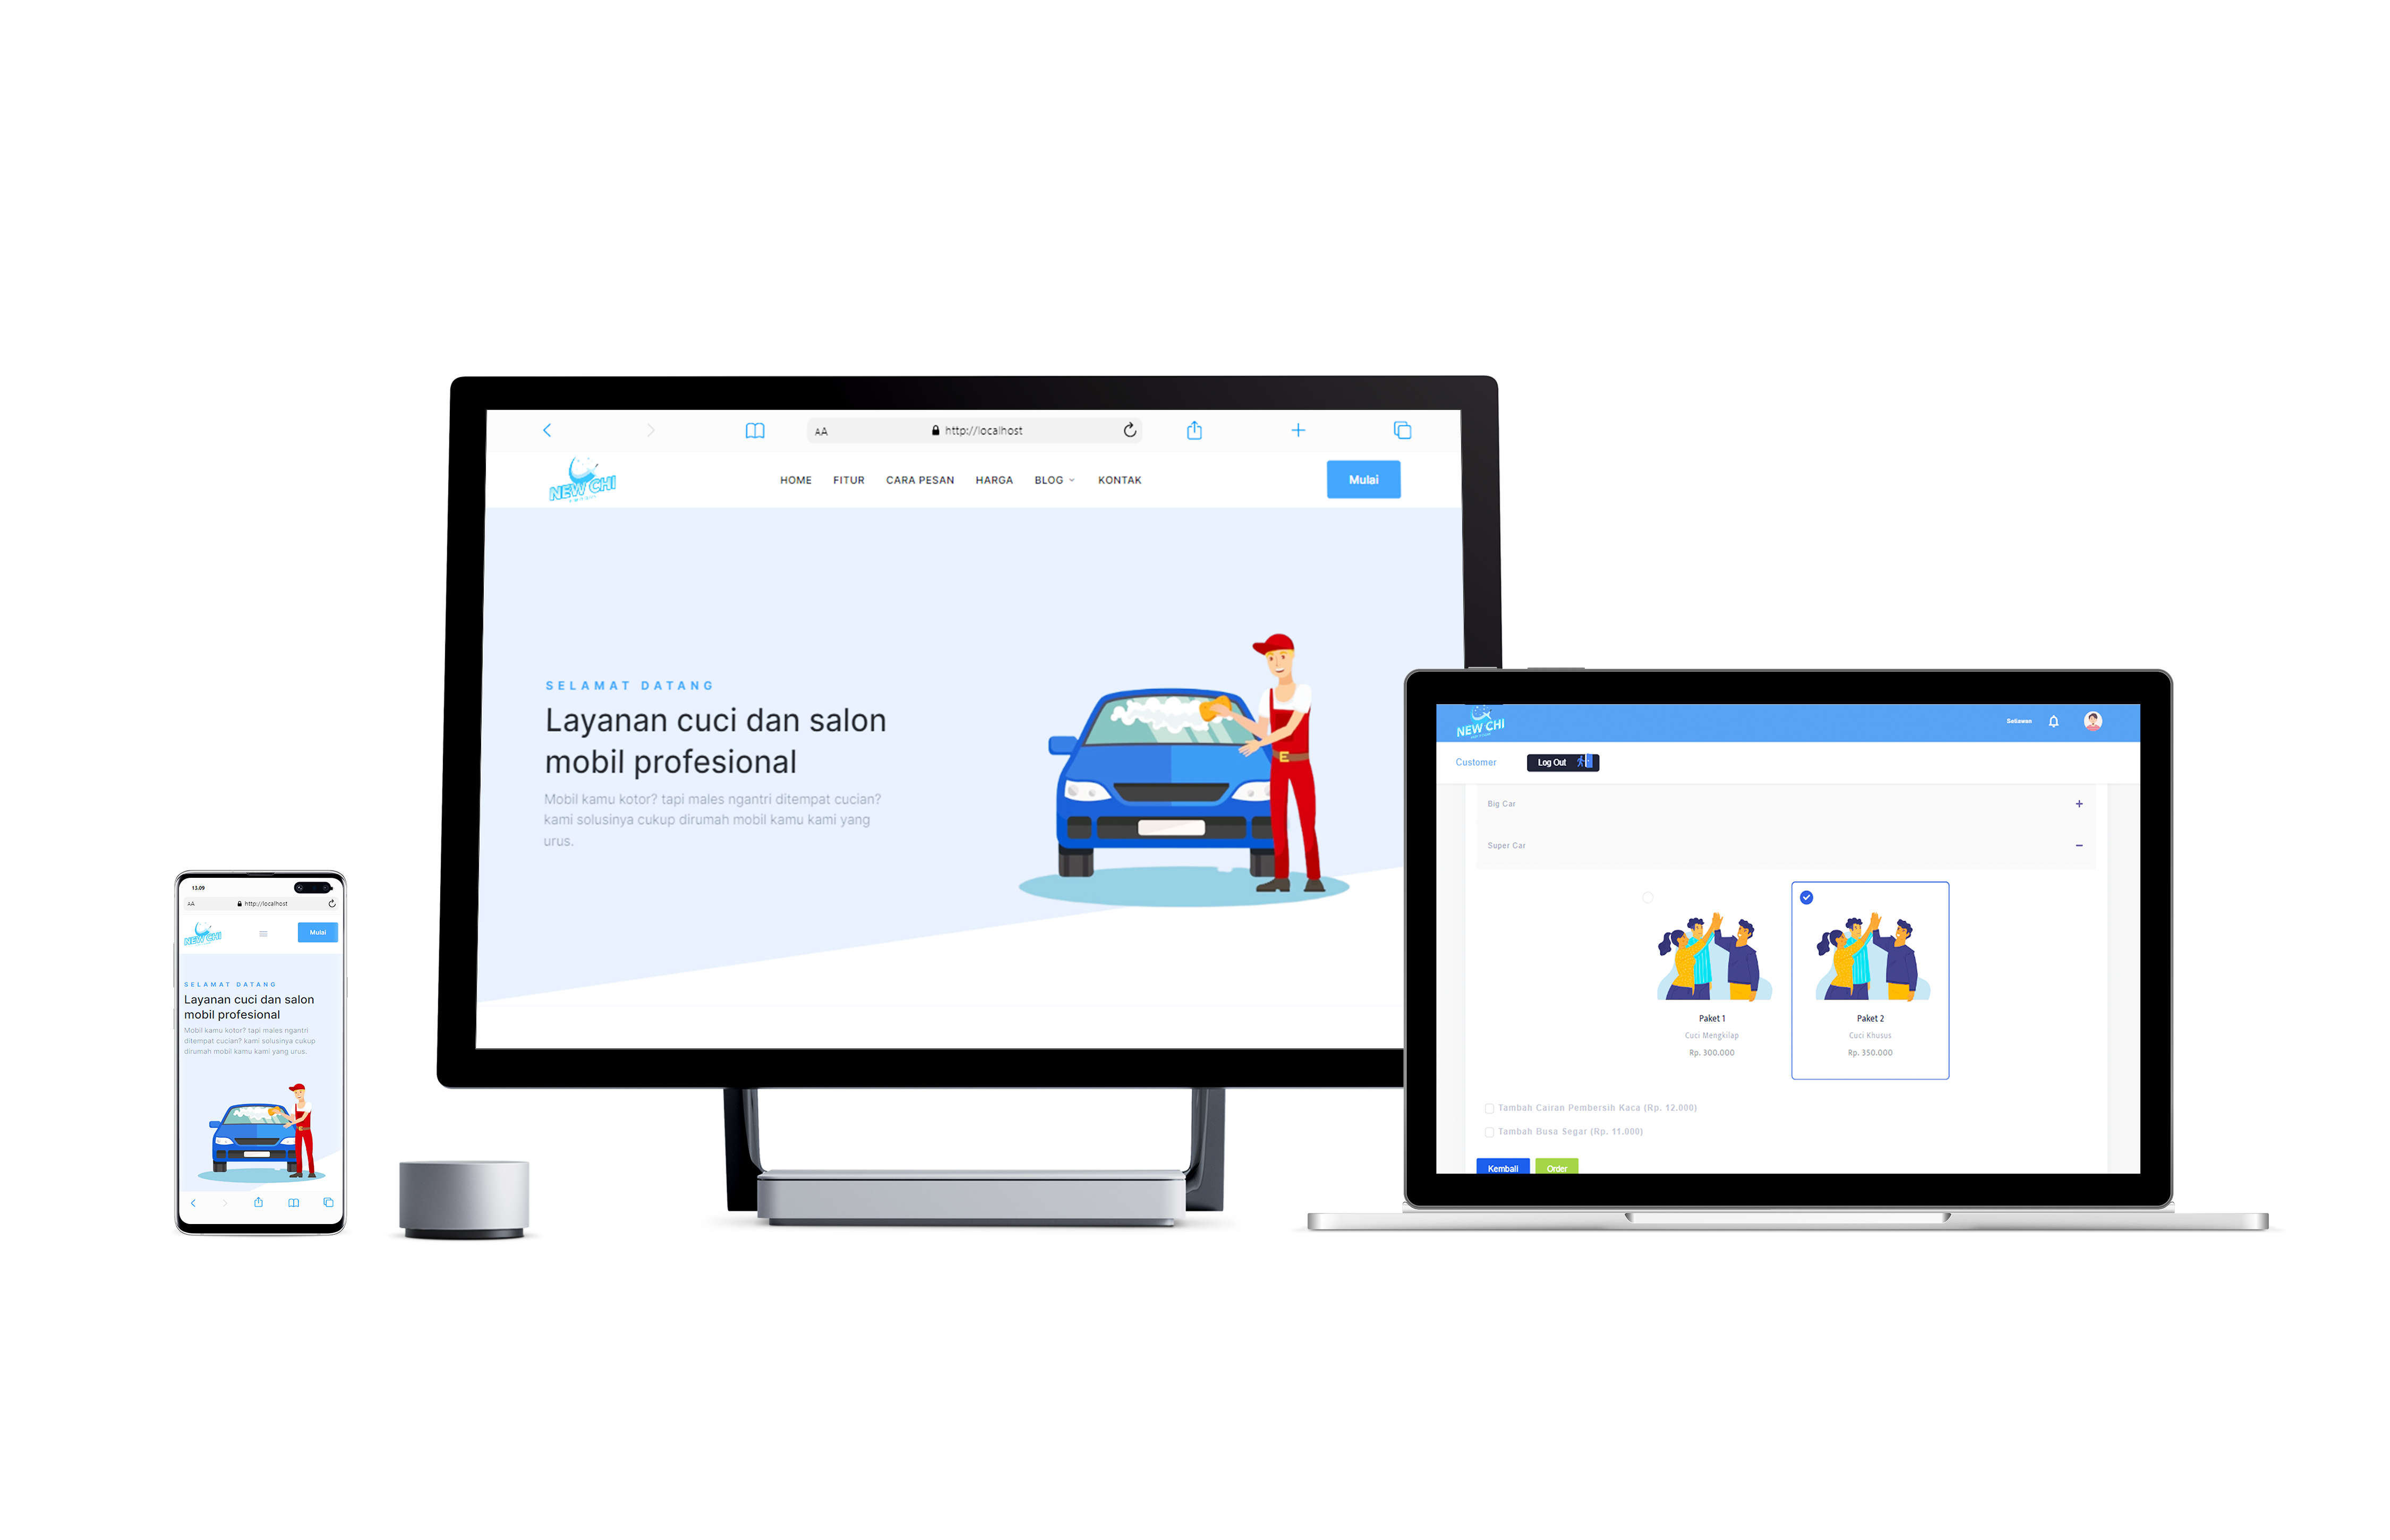 AA http://localhost
NEW CHI
HOME FITUR CARA PESAN HARGA BLOG KONTAK Mulai
SELAMAT DATANG
Layanan cuci dan salon
mobil profesional
Mobil kamu kotor? tapi males ngantri ditempat cucian?
kami solusinya cukup dirumah mobil kamu kami yang
urus.
NEW CHI
Setiawan
Customer Log Out
Big Car
Super Car
Paket 1
Cuci Mengkilap
Rp. 300.000
Paket 2
Cuci Khusus
Rp. 350.000
Tambah Cairan Pembersih Kaca (Rp. 12.000)
Tambah Busa Segar (Rp. 11.000)
Kembali Order
13.09
AA http://localhost
NEW CHI Mulai
SELAMAT DATANG
Layanan cuci dan salon
mobil profesional
Mobil kamu kotor? tapi males ngantri
ditempat cucian? kami solusinya cukup
dirumah mobil kamu kami yang urus.